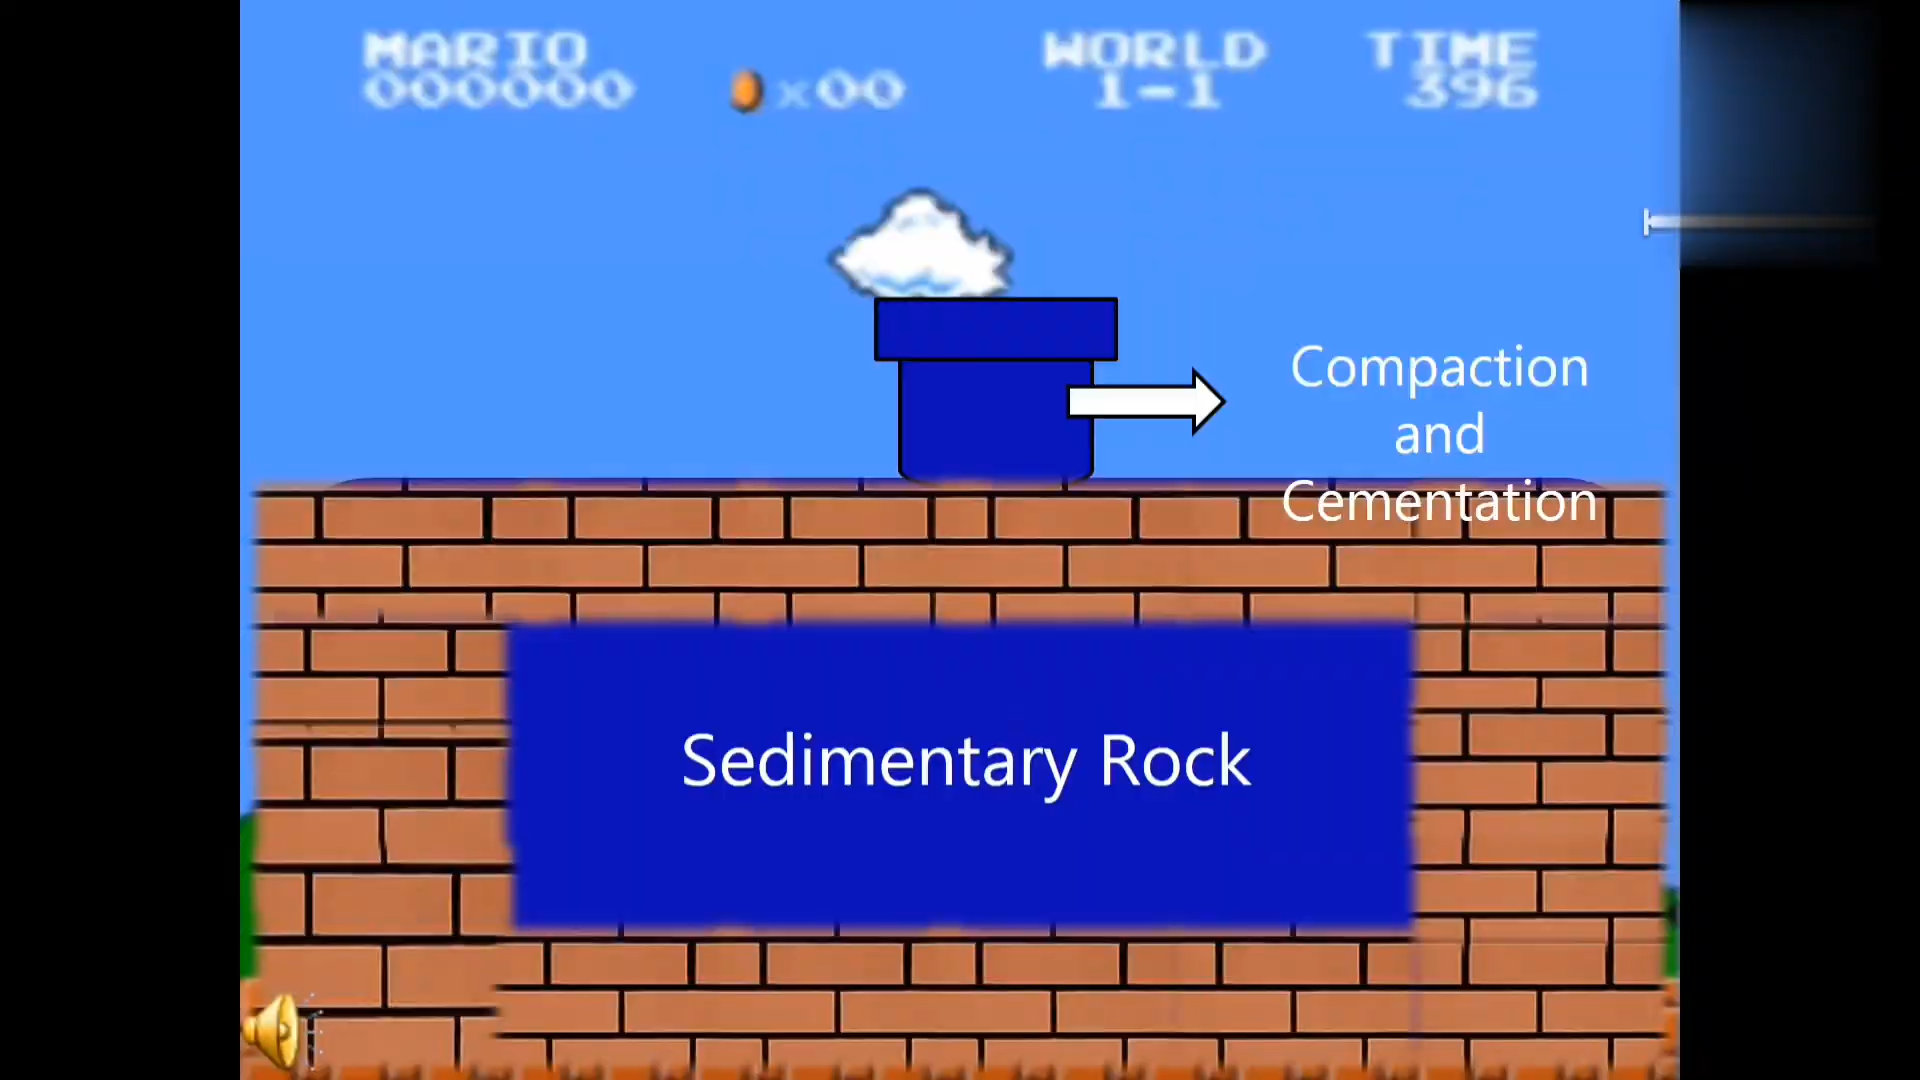 MARIO WORLD TIME
000000 x00 1-1 396
Compaction
and
Cementation
Sedimentary Rock